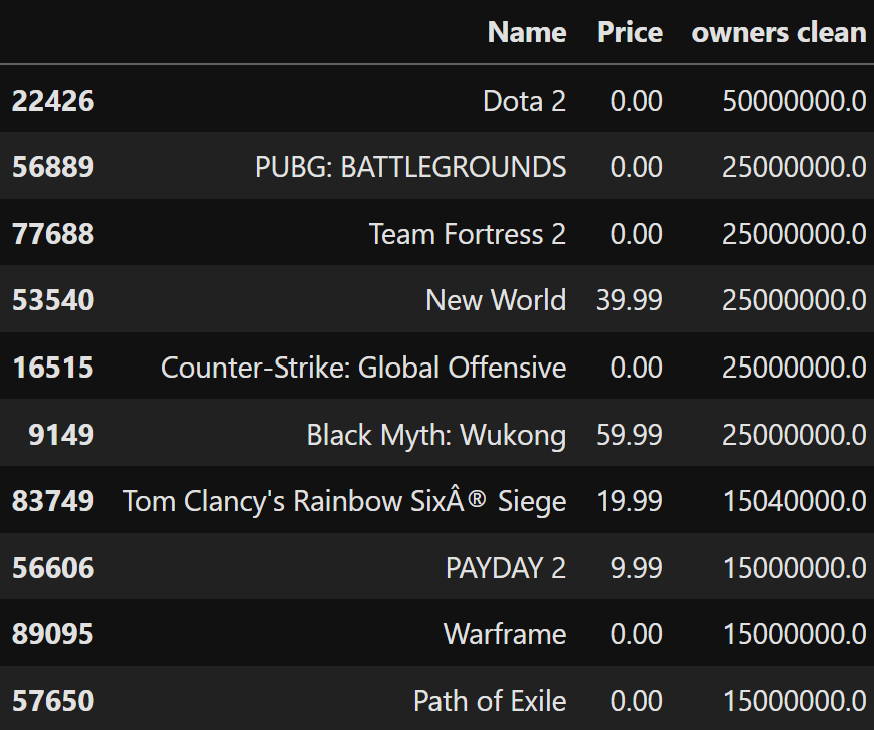 Name Price owners clean
22426 Dota 2 0.00 50000000.0
56889 PUBG: BATTLEGROUNDS 0.00 25000000.0
77688 Team Fortress 2 0.00 25000000.0
53540 New World 39.99 25000000.0
16515 Counter-Strike: Global Offensive 0.00 25000000.0
9149 Black Myth: Wukong 59.99 25000000.0
83749 Tom Clancy's Rainbow SixÂ® Siege 19.99 15040000.0
56606 PAYDAY 2 9.99 15000000.0
89095 Warframe 0.00 15000000.0
57650 Path of Exile 0.00 15000000.0